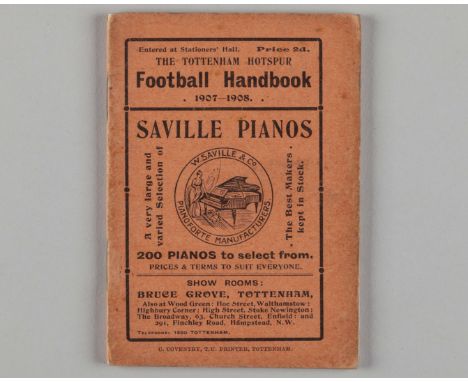 Entered at Stationers' Hall. Price 2d.
THE TOTTENHAM HOTSPUR
Football Handbook
. 1907—1908. .
SAVILLE PIANOS
A very large and
varied Selection of
W. SAVILLE & CO
PIANOFORTE MANUFACTURERS
. The Best Makers .
kept in Stock.
200 PIANOS to select from.
PRICES & TERMS TO SUIT EVERYONE.
SHOW ROOMS:
BRUCE GROVE, TOTTENHAM,
Also at Wood Green: Hoe Street, Walthamstow:
Highbury Corner: High Street, Stoke Newington:
The Broadway, 63, Church Street, Enfield: and
291, Finchley Road, Hampstead, N.W.
Telephone: 1220 TOTTENHAM.
C. COVENTRY, T.U. PRINTER, TOTTENHAM.